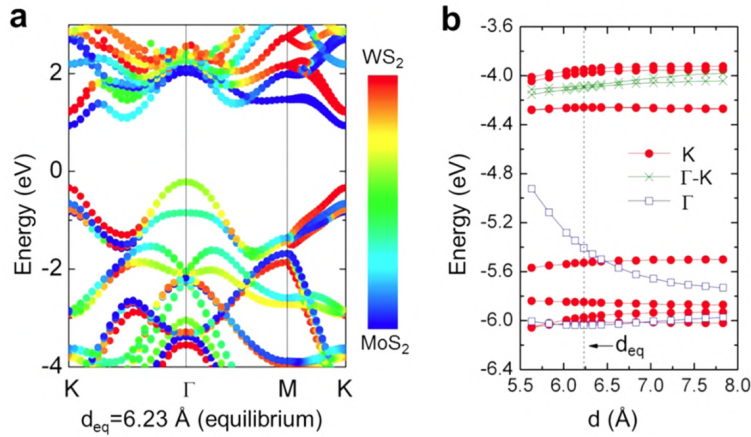 a
WS2
2
0
-2
-4
Energy (eV)
K
Γ
M
K
MoS2
deq=6.23 Å (equilibrium)
b
-3.6
-4.0
-4.4
-4.8
-5.2
-5.6
-6.0
-6.4
Energy (eV)
K
Γ-K
Γ
deq
5.5
6.0
6.5
7.0
7.5
8.0
d (Å)